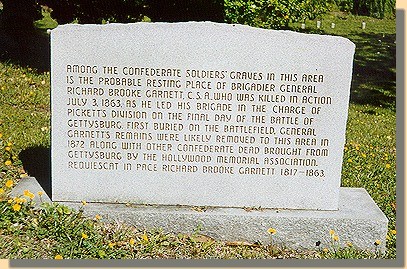 AMONG THE CONFEDERATE SOLDIERS' GRAVES IN THIS AREA
IS THE PROBABLE RESTING PLACE OF BRIGADIER GENERAL
RICHARD BROOKE GARNETT, C.S.A. WHO WAS KILLED IN ACTION
JULY 3, 1863, AS HE LED HIS BRIGADE IN THE CHARGE OF
PICKETT'S DIVISION ON THE FINAL DAY OF THE BATTLE OF
GETTYSBURG. FIRST BURIED ON THE BATTLEFIELD, GENERAL
GARNETT'S REMAINS WERE LIKELY REMOVED TO THIS AREA IN
1872 ALONG WITH OTHER CONFEDERATE DEAD BROUGHT FROM
GETTYSBURG BY THE HOLLYWOOD MEMORIAL ASSOCIATION.
REQUIESCAT IN PACE RICHARD BROOKE GARNETT 1817-1863.